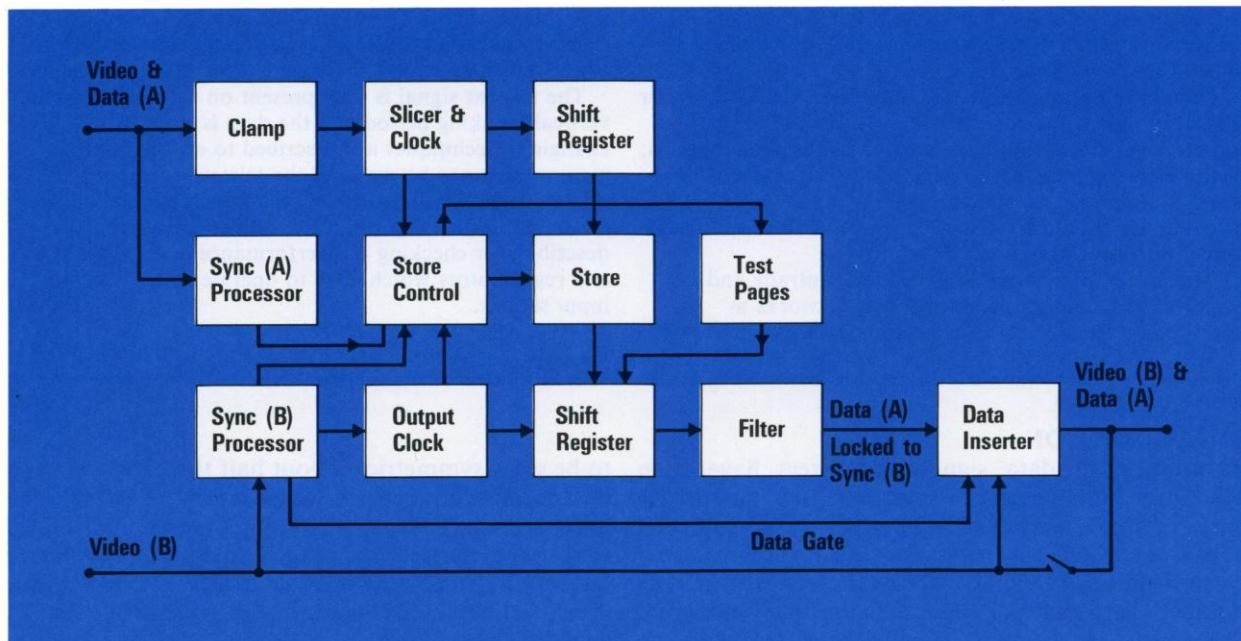 Video &
Data (A)
Clamp
Slicer &
Clock
Shift
Register
Sync (A)
Processor
Store
Control
Store
Test
Pages
Sync (B)
Processor
Output
Clock
Shift
Register
Filter
Data (A)
Locked to
Sync (B)
Data
Inserter
Video (B) &
Data (A)
Data Gate
Video (B)